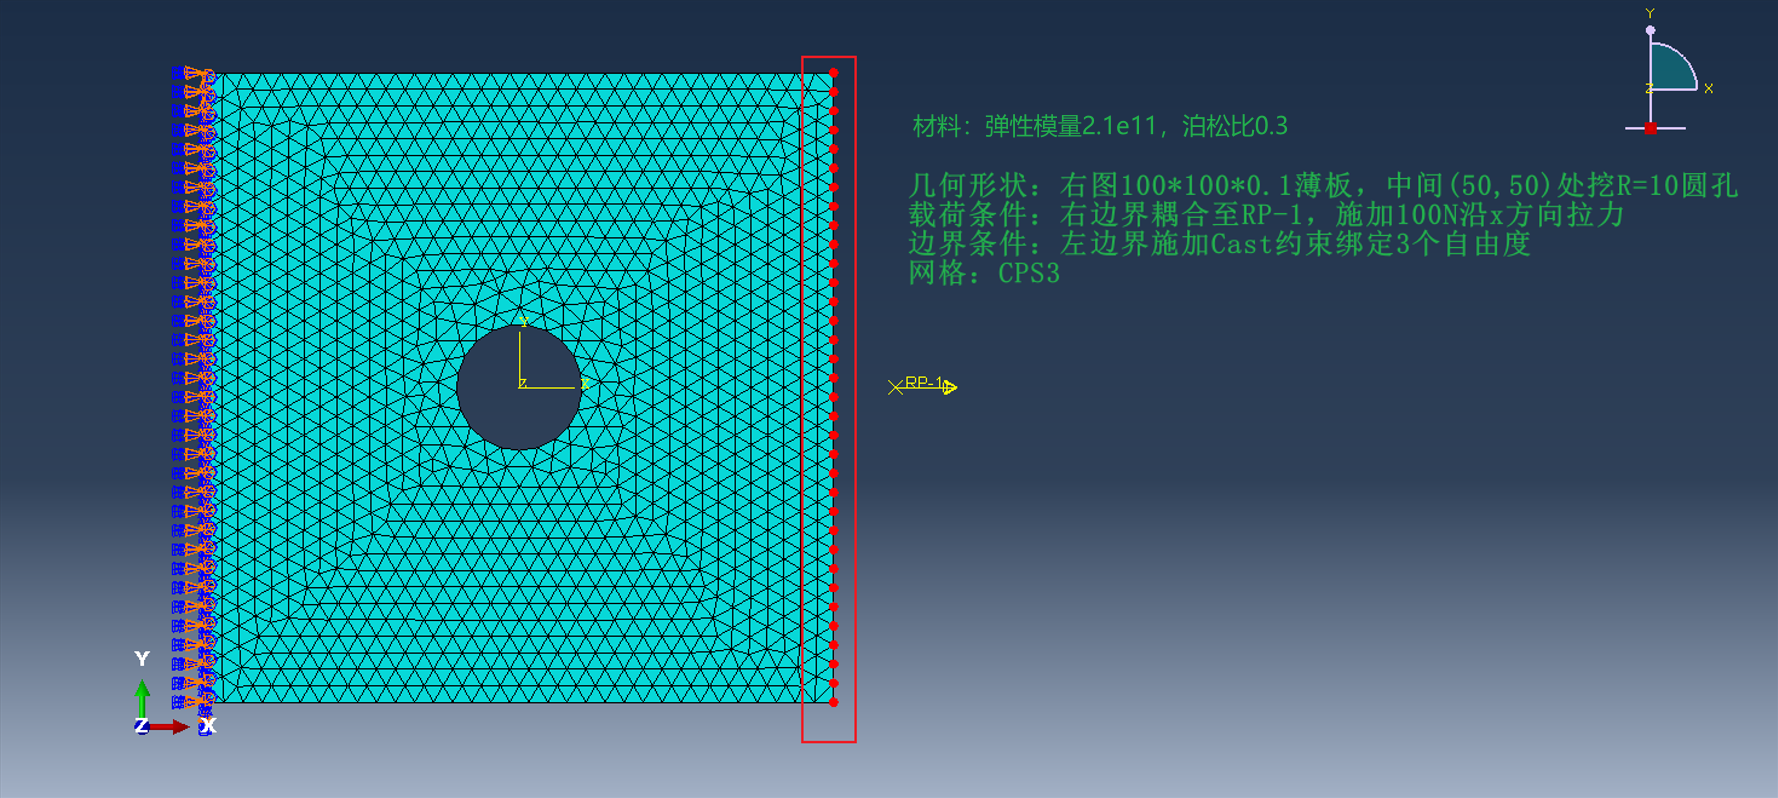 Y
Z
X
材料：弹性模量2.1e11，泊松比0.3
几何形状：右图100*100*0.1薄板，中间(50,50)处挖R=10圆孔
载荷条件：右边界耦合至RP-1，施加100N沿x方向拉力
边界条件：左边界施加Cast约束绑定3个自由度
网格：CPS3
Y
Z
X
RP-1
Y
Z
X